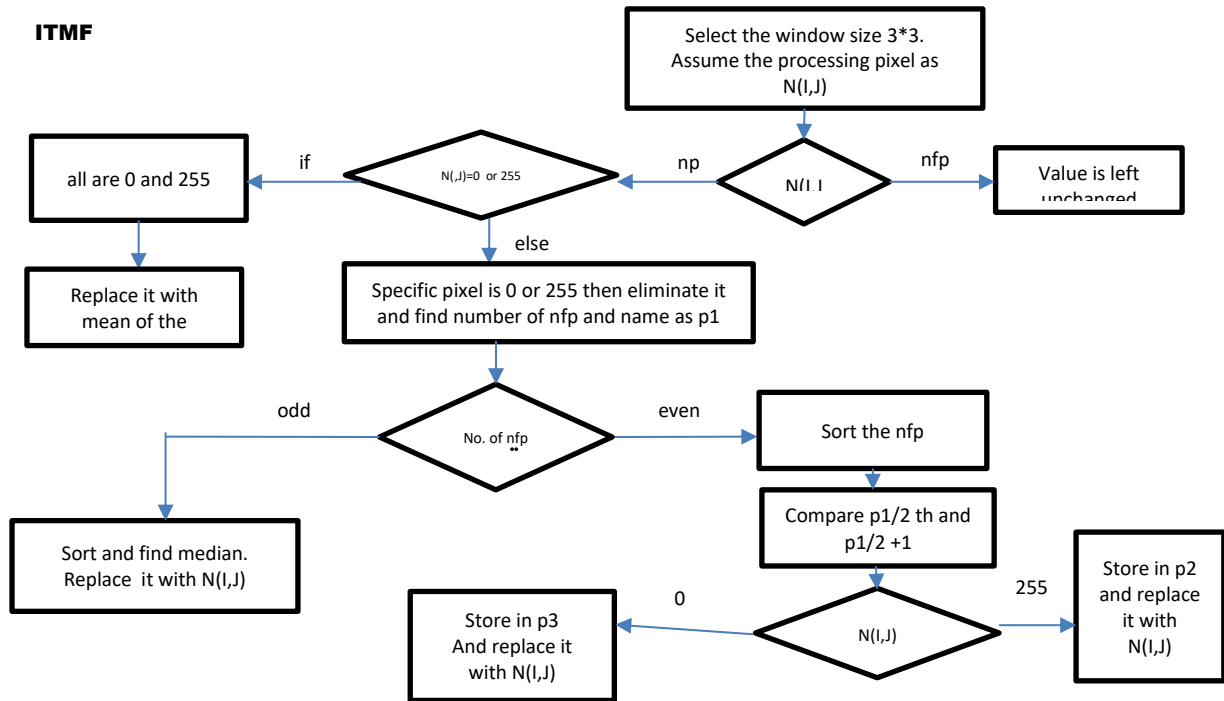 ITMF
Select the window size 3*3.
Assume the processing pixel as
N(I,J)
if
N(,J)=0 or 255
np
N(I,J
nfp
Value is left
unchanged
all are 0 and 255
else
Replace it with
mean of the
Specific pixel is 0 or 255 then eliminate it
and find number of nfp and name as p1
odd
No. of nfp
even
Sort the nfp
Compare p1/2 th and
p1/2 +1
Sort and find median.
Replace it with N(I,J)
0
Store in p3
And replace it
with N(I,J)
N(I,J)
255
Store in p2
and replace
it with
N(I,J)